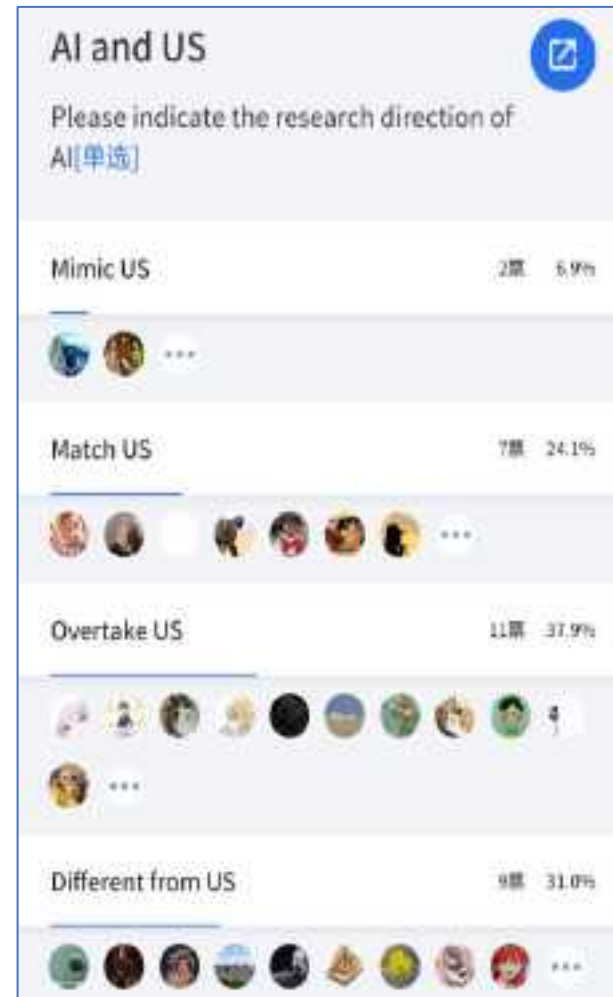 AI and US
Please indicate the research direction of
AI[单选]
Mimic US 2票 6.9%
Match US 7票 24.1%
Overtake US 11票 37.9%
Different from US 9票 31.0%